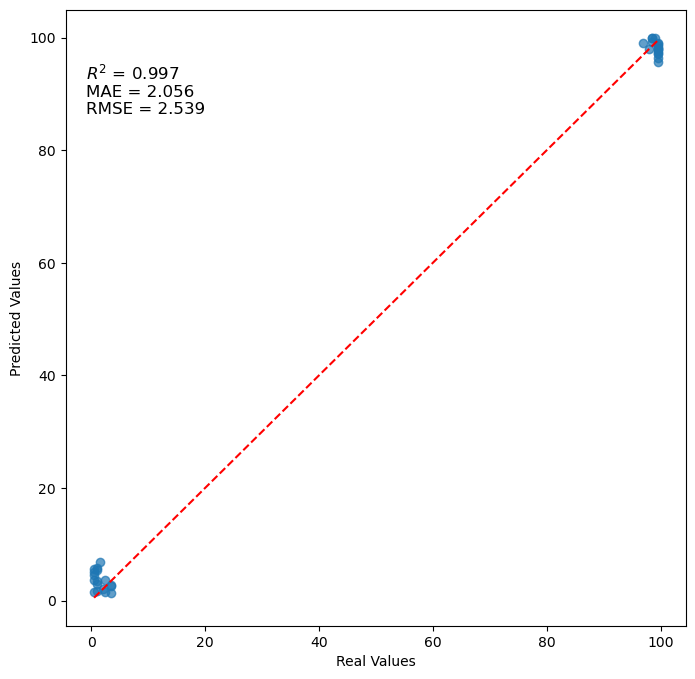 R² = 0.997
MAE = 2.056
RMSE = 2.539
Predicted Values
100
80
60
40
20
0
0 20 40 60 80 100
Real Values